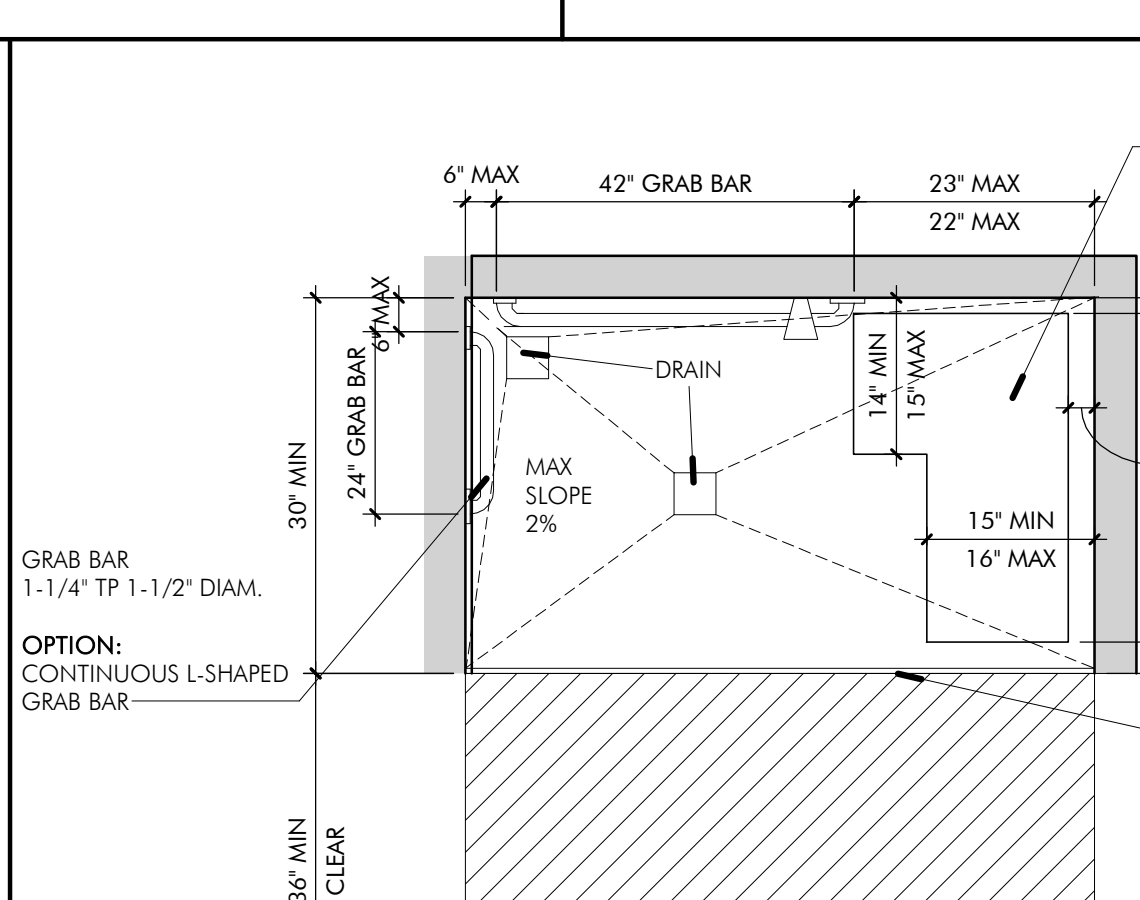 6" MAX
42" GRAB BAR
23" MAX
22" MAX
6" MAX
24" GRAB BAR
30" MIN
DRAIN
14" MIN
15" MAX
MAX
SLOPE
2%
15" MIN
16" MAX
GRAB BAR
1-1/4" TP 1-1/2" DIAM.
OPTION:
CONTINUOUS L-SHAPED
GRAB BAR
36" MIN
CLEAR